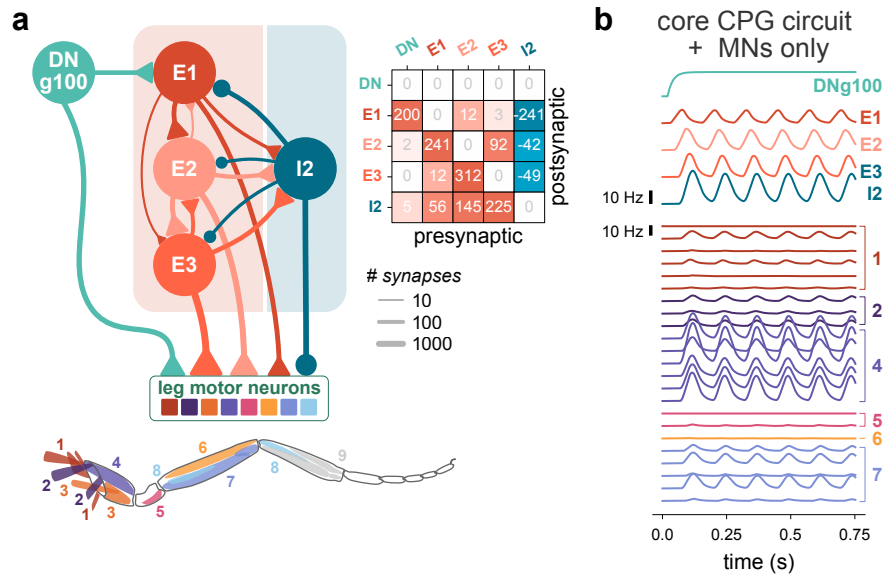 a
DN
g100
E1
E2
E3
I2
DN E1 E2 E3 I2
DN 0 0 0 0 0
E1 200 0 12 3 -241
E2 2 241 0 92 -42
E3 0 12 312 0 -49
I2 5 56 145 225 0
presynaptic
postsynaptic
# synapses
10
100
1000
leg motor neurons
1
2
3
1
4
2
3
5
8
6
7
8
9
b
core CPG circuit
+ MNs only
DNg100
E1
E2
E3
I2
10 Hz
10 Hz
1
2
4
5
6
7
0.0 0.25 0.5 0.75
time (s)